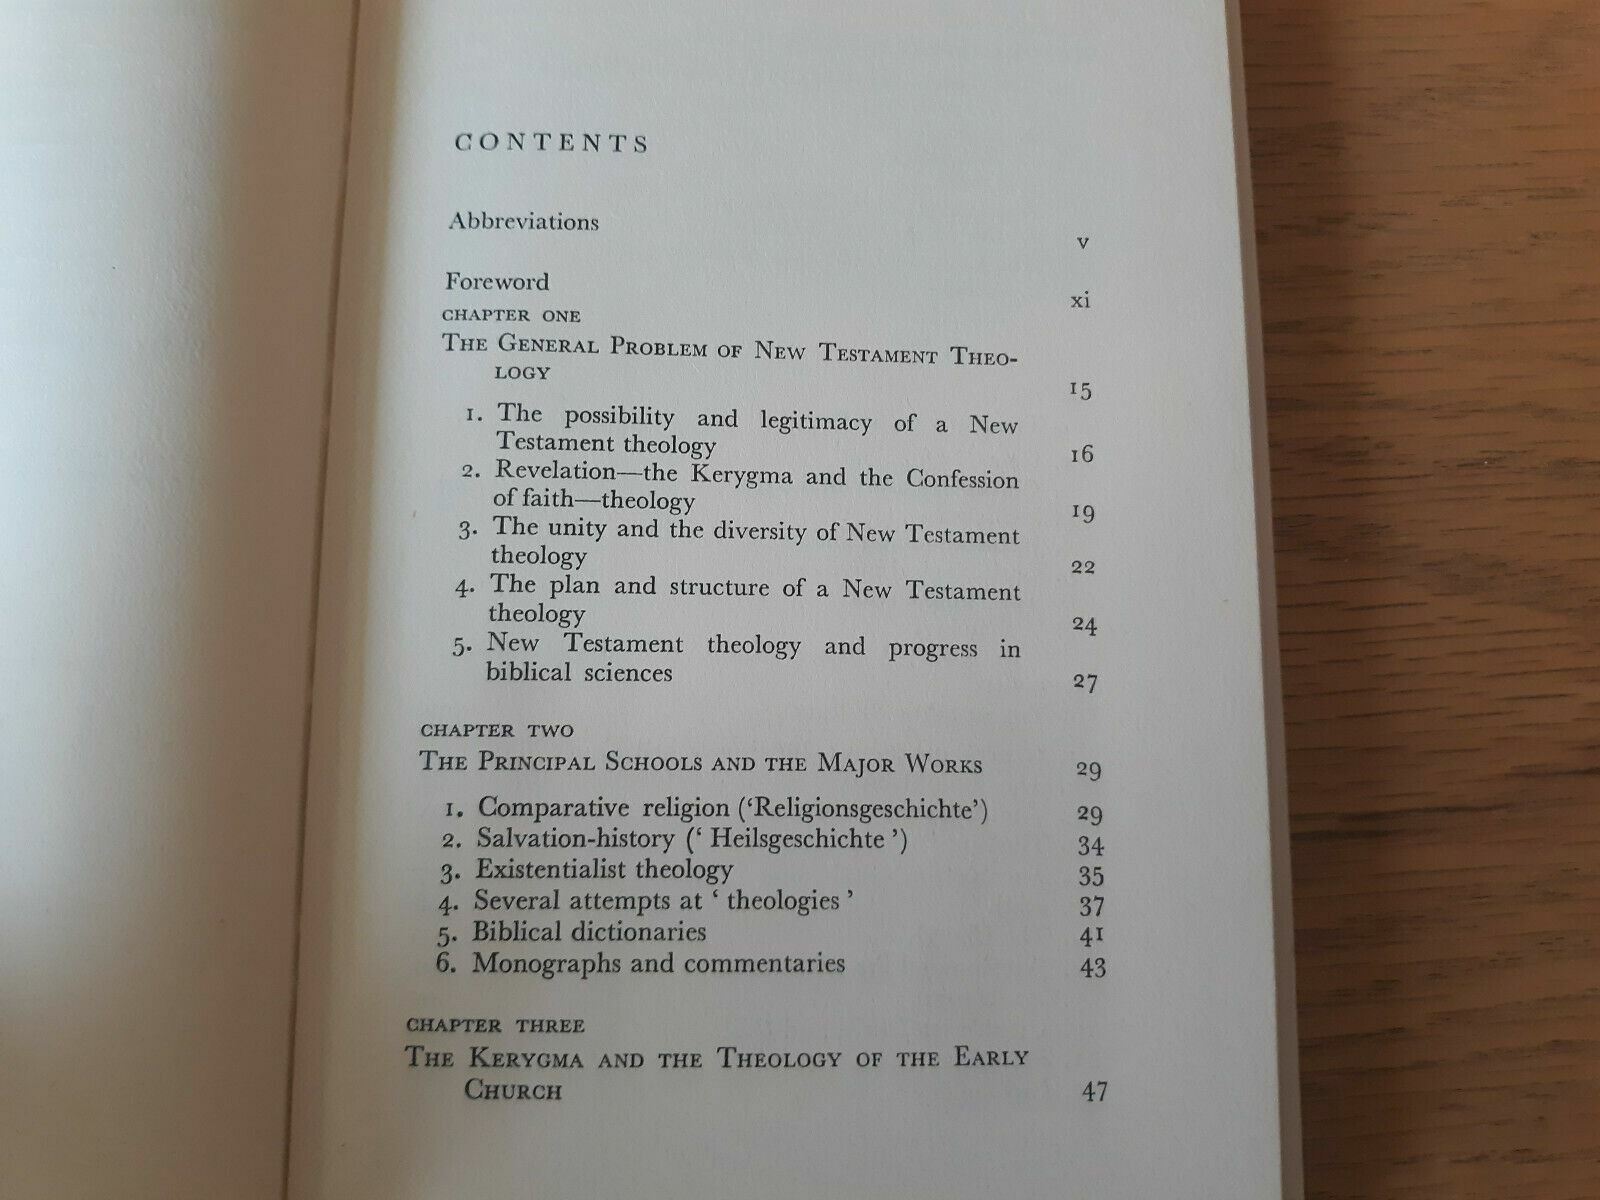 CONTENTS
Abbreviations v
Foreword xi
CHAPTER ONE
THE GENERAL PROBLEM OF NEW TESTAMENT THEO-
LOGY 15
1. The possibility and legitimacy of a New
Testament theology 16
2. Revelation—the Kerygma and the Confession
of faith—theology 19
3. The unity and the diversity of New Testament
theology 22
4. The plan and structure of a New Testament
theology 24
5. New Testament theology and progress in
biblical sciences 27
CHAPTER TWO
THE PRINCIPAL SCHOOLS AND THE MAJOR WORKS 29
1. Comparative religion (‘Religionsgeschichte’) 29
2. Salvation-history (‘ Heilsgeschichte ’) 34
3. Existentialist theology 35
4. Several attempts at ‘ theologies ’ 37
5. Biblical dictionaries 41
6. Monographs and commentaries 43
CHAPTER THREE
THE KERYGMA AND THE THEOLOGY OF THE EARLY
CHURCH 47